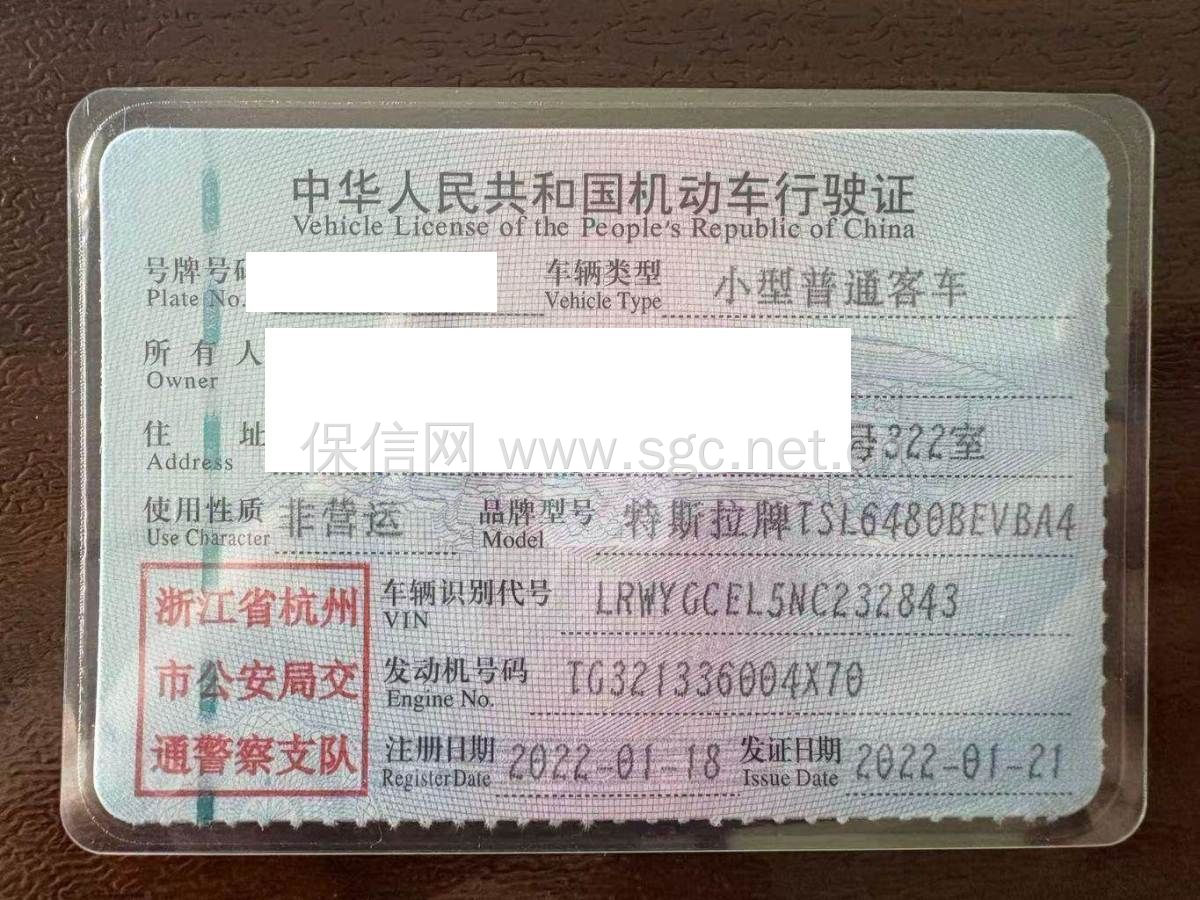 中华人民共和国机动车行驶证
Vehicle License of the People's Republic of China
号牌号码 车辆类型 小型普通客车
Plate No. Vehicle Type
所有人
Owner
住址 号322室
Address
保信网 www.sgc.net.c
使用性质 非营运 品牌型号 特斯拉牌TSL6480BEVBA4
Use Character Model
浙江省杭州
市公安局交
通警察支队
车辆识别代号 LRWYGCEL5NC232843
VIN
发动机号码 TG321336004X70
Engine No.
注册日期 2022-01-18 发证日期 2022-01-21
Register Date Issue Date